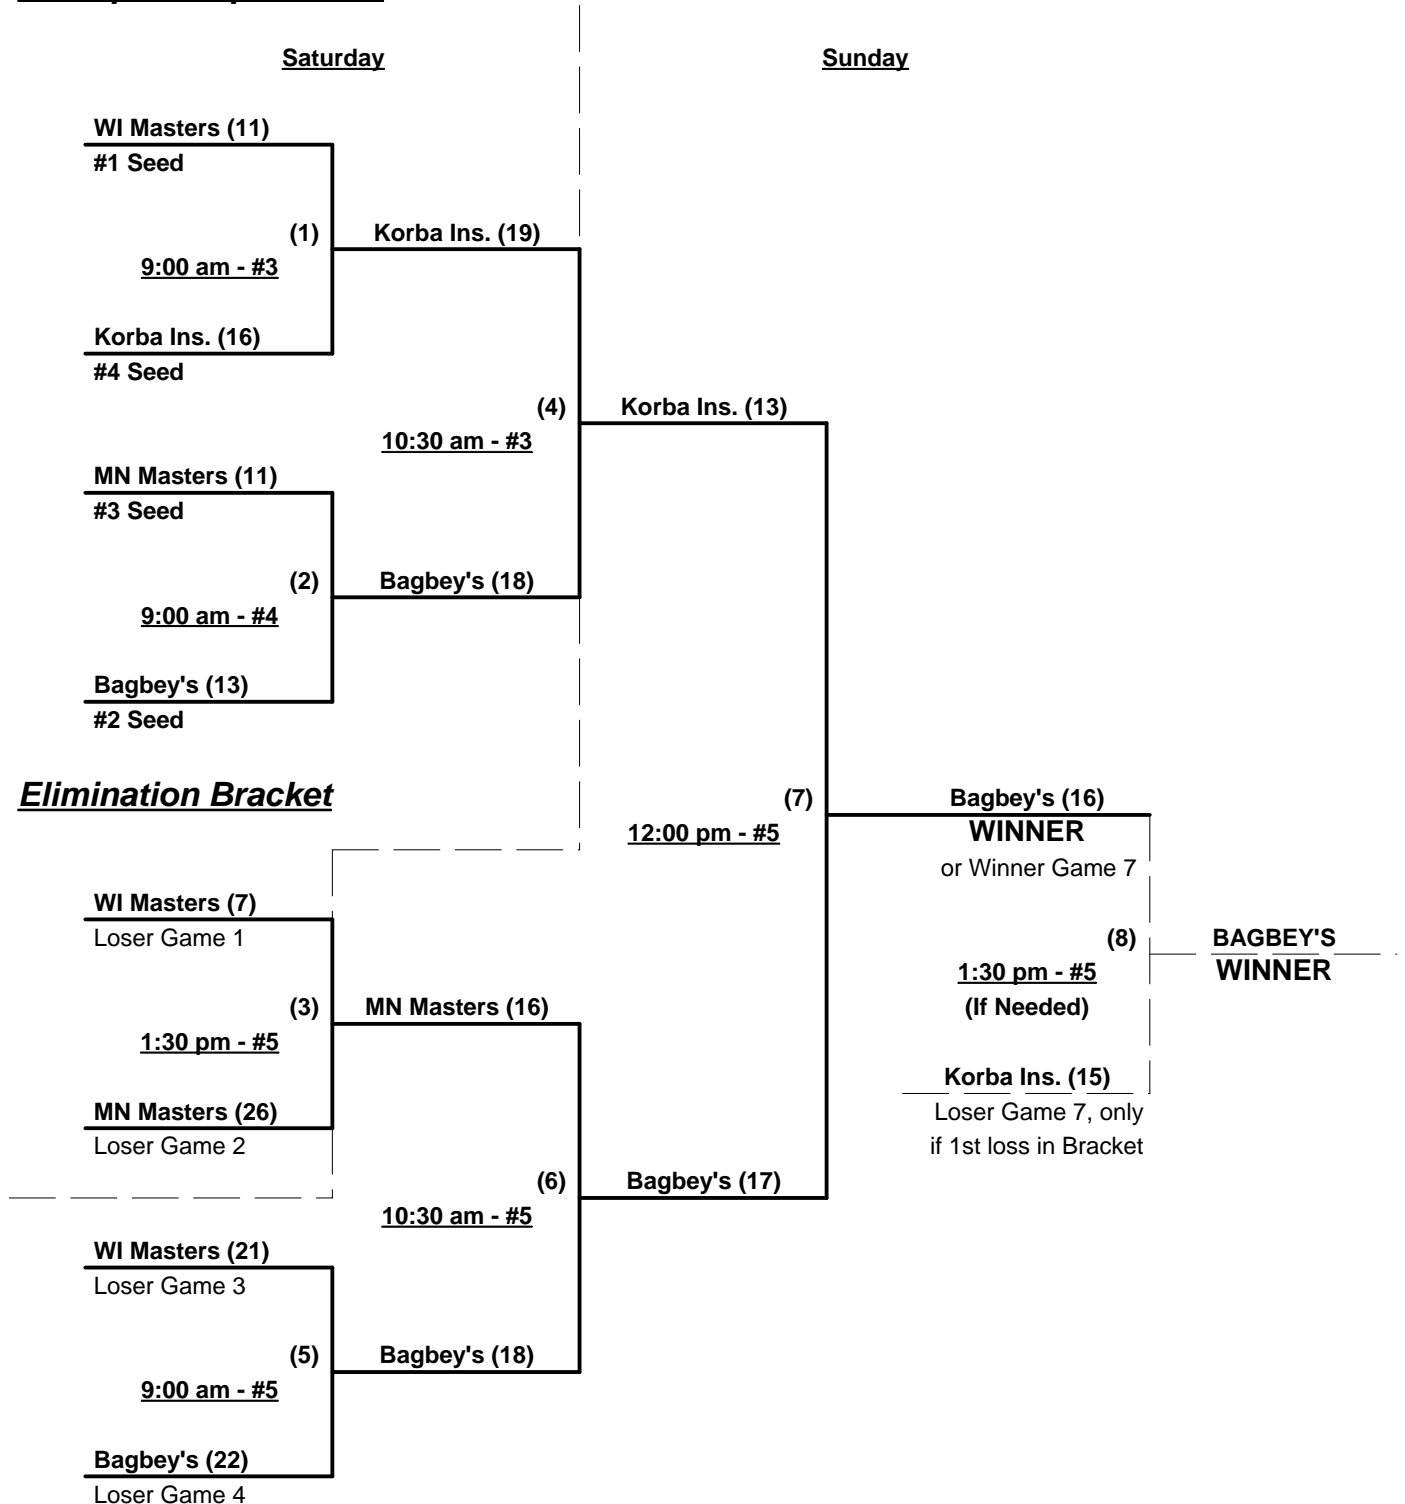 Saturday
Sunday
WI Masters (11)
#1 Seed
(1)
Korba Ins. (19)
9:00 am - #3
Korba Ins. (16)
#4 Seed
(4)
Korba Ins. (13)
10:30 am - #3
MN Masters (11)
#3 Seed
(2)
Bagbey's (18)
9:00 am - #4
Bagbey's (13)
#2 Seed
Elimination Bracket
(7)
Bagbey's (16)
12:00 pm - #5
WINNER
or Winner Game 7
WI Masters (7)
Loser Game 1
(8)
BAGBEY'S
1:30 pm - #5
WINNER
(If Needed)
(3)
MN Masters (16)
1:30 pm - #5
Korba Ins. (15)
Loser Game 7, only
if 1st loss in Bracket
MN Masters (26)
Loser Game 2
(6)
Bagbey's (17)
10:30 am - #5
WI Masters (21)
Loser Game 3
(5)
Bagbey's (18)
9:00 am - #5
Bagbey's (22)
Loser Game 4